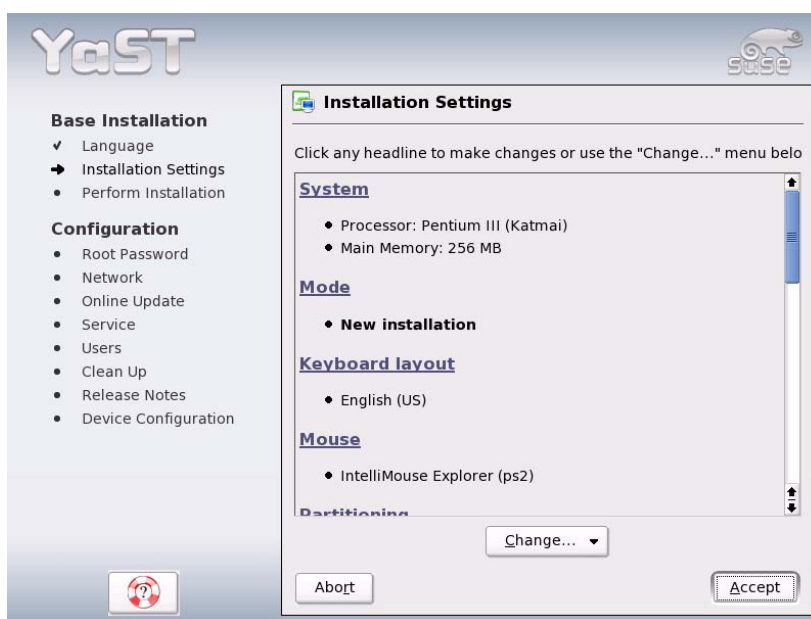 YaST
suse
Base Installation
Language
Installation Settings
Perform Installation
Configuration
Root Password
Network
Online Update
Service
Users
Clean Up
Release Notes
Device Configuration
Installation Settings
Click any headline to make changes or use the "Change..." menu belo
System
Processor: Pentium III (Katmai)
Main Memory: 256 MB
Mode
New installation
Keyboard layout
English (US)
Mouse
IntelliMouse Explorer (ps2)
Partitioning
Change...
Abort
Accept